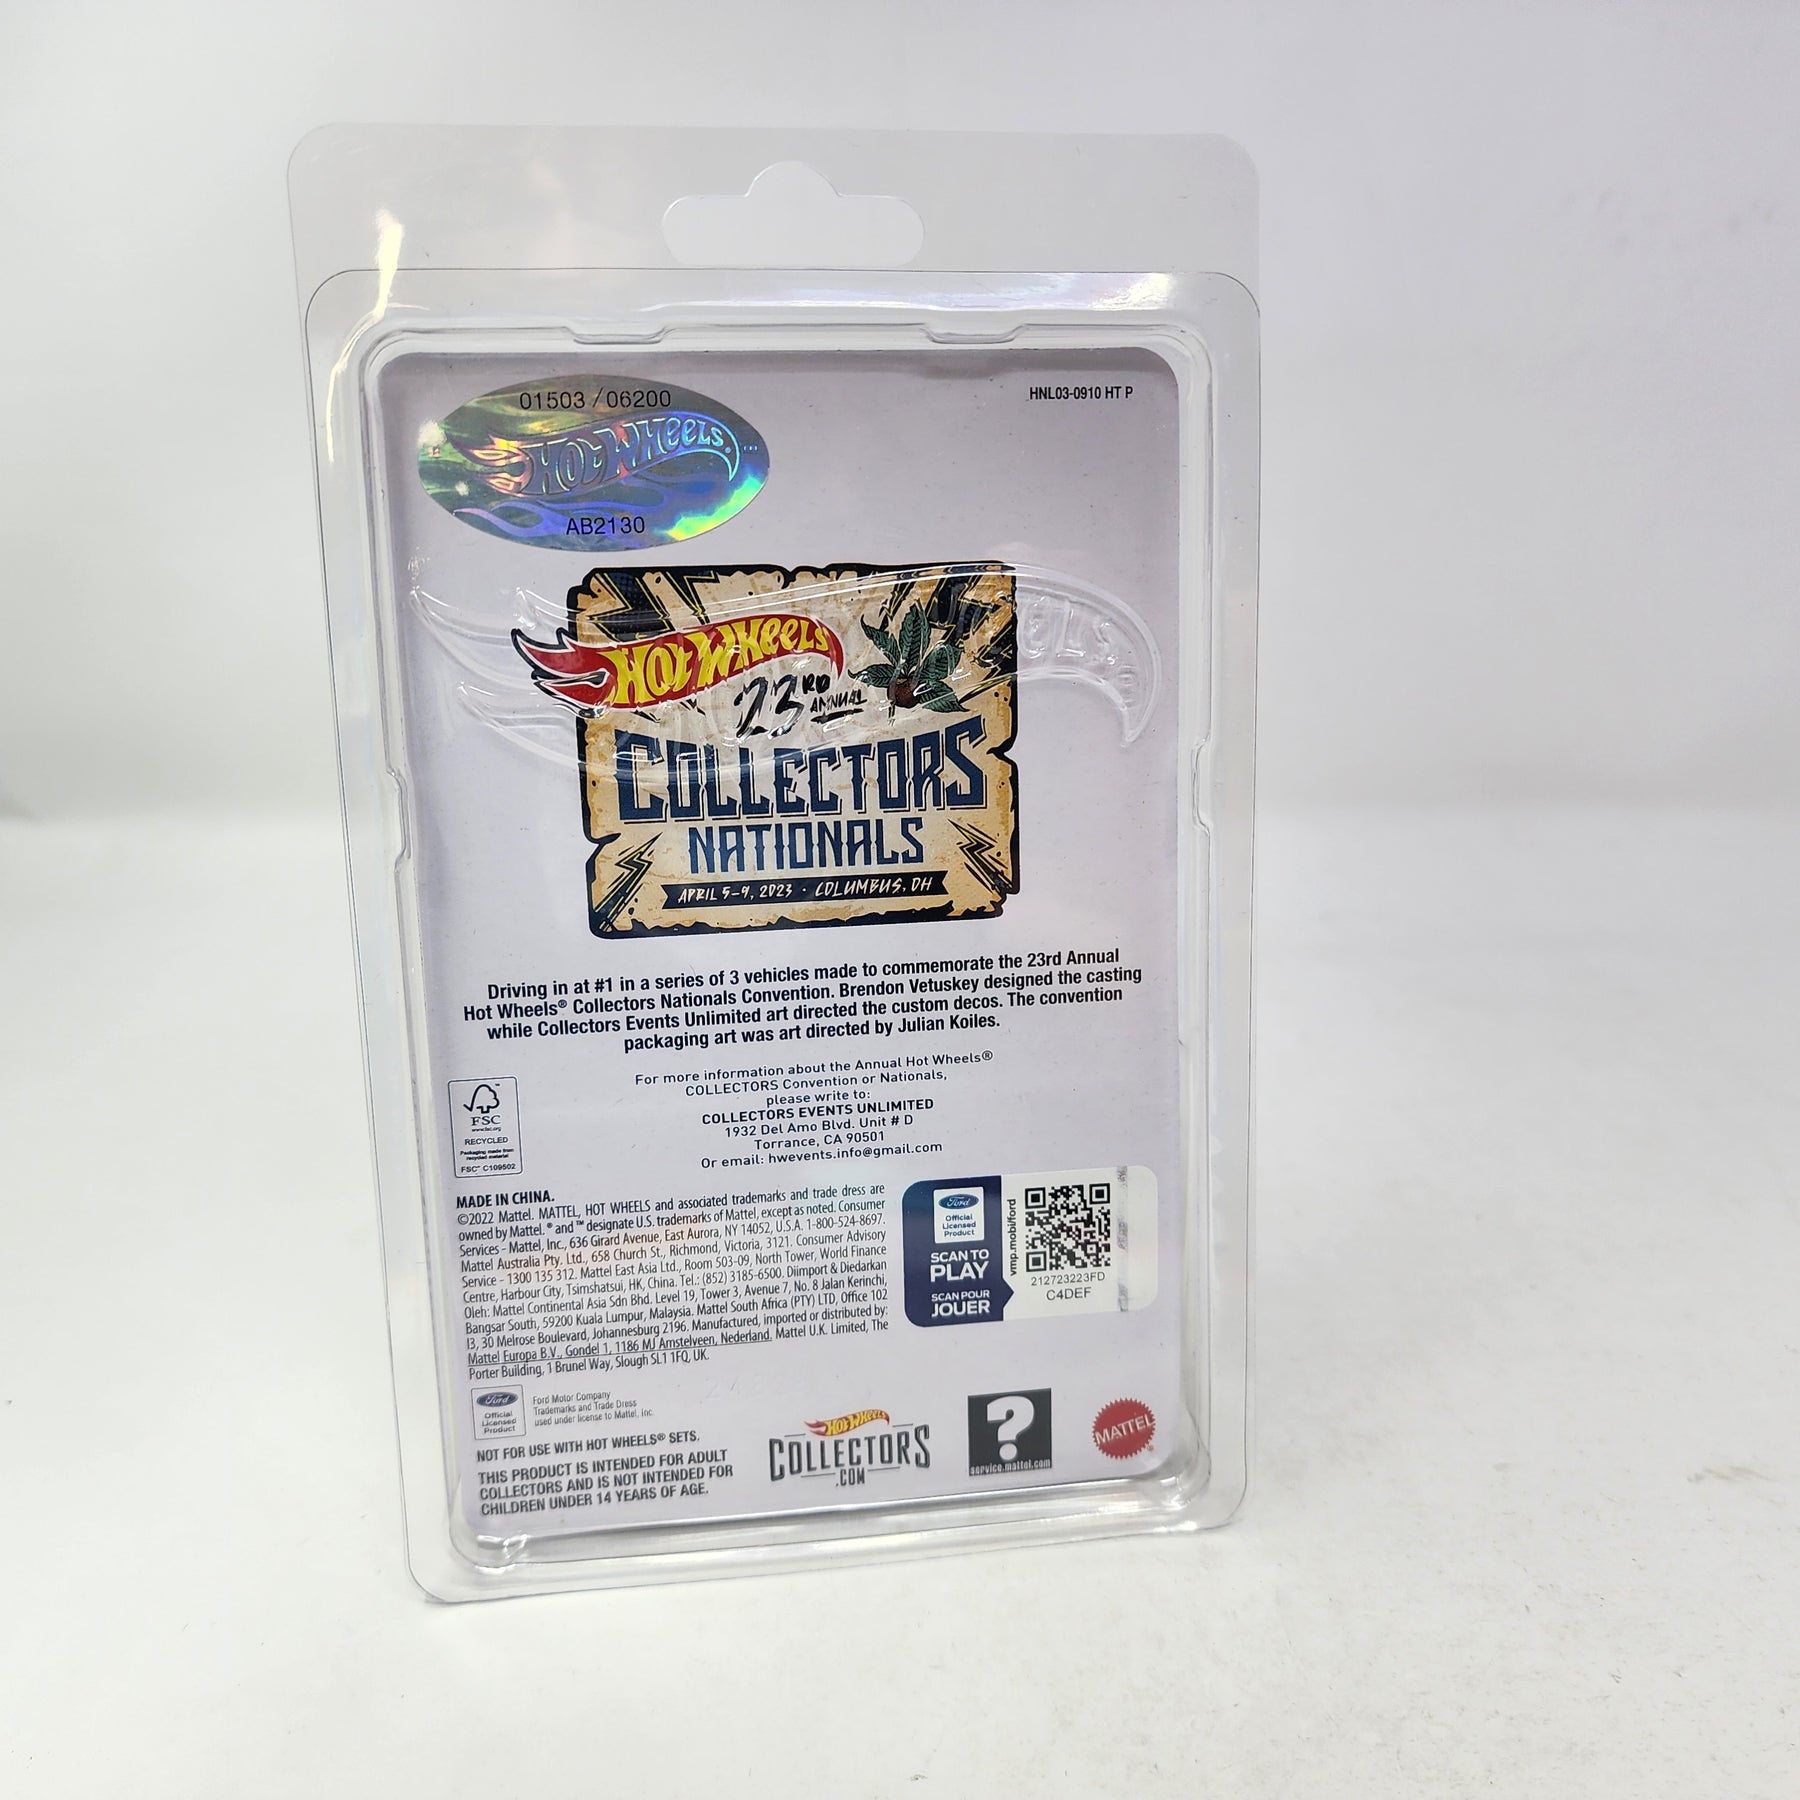 01503 / 06200
HOT WHEELS
AB2130
HNL03-0910 HT P
HOT WHEELS
23RD ANNUAL
COLLECTORS
NATIONALS
APRIL 5-9, 2023 · COLUMBUS, OH
Driving in at #1 in a series of 3 vehicles made to commemorate the 23rd Annual
Hot Wheels® Collectors Nationals Convention. Brendon Vetuskey designed the casting
while Collectors Events Unlimited art directed the custom decos. The convention
packaging art was art directed by Julian Koiles.
For more information about the Annual Hot Wheels®
COLLECTORS Convention or Nationals,
please write to:
COLLECTORS EVENTS UNLIMITED
1932 Del Amo Blvd. Unit # D
Torrance, CA 90501
Or email: hwevents.info@gmail.com
FSC
www.fsc.org
RECYCLED
Packaging made from
recycled material
FSC™ C109502
MADE IN CHINA.
©2022 Mattel. MATTEL, HOT WHEELS and associated trademarks and trade dress are
owned by Mattel. ® and ™ designate U.S. trademarks of Mattel, except as noted. Consumer
Services - Mattel, Inc., 636 Girard Avenue, East Aurora, NY 14052, U.S.A. 1-800-524-8697.
Mattel Australia Pty. Ltd., 658 Church St., Richmond, Victoria, 3121. Consumer Advisory
Service - 1300 135 312. Mattel East Asia Ltd., Room 503-09, North Tower, World Finance
Centre, Harbour City, Tsimshatsui, HK, China. Tel.: (852) 3185-6500. Diimport & Diedarkan
Oleh: Mattel Continental Asia Sdn Bhd. Level 19, Tower 3, Avenue 7, No. 8 Jalan Kerinchi,
Bangsar South, 59200 Kuala Lumpur, Malaysia. Mattel South Africa (PTY) LTD, Office 102
I3, 30 Melrose Boulevard, Johannesburg 2196. Manufactured, imported or distributed by:
Mattel Europa B.V., Gondel 1, 1186 MJ Amstelveen, Nederland. Mattel U.K. Limited, The
Porter Building, 1 Brunel Way, Slough SL1 1FQ, UK.
Ford
Official
Licensed
Product
SCAN TO
PLAY
SCAN POUR
JOUER
vmp.mobi/ford
212723223FD
C4DEF
Ford
Official
Licensed
Product
Ford Motor Company
Trademarks and Trade Dress
used under license to Mattel, Inc.
NOT FOR USE WITH HOT WHEELS® SETS.
THIS PRODUCT IS INTENDED FOR ADULT
COLLECTORS AND IS NOT INTENDED FOR
CHILDREN UNDER 14 YEARS OF AGE.
HOT WHEELS
COLLECTORS
.COM
?
service.mattel.com
MATTEL